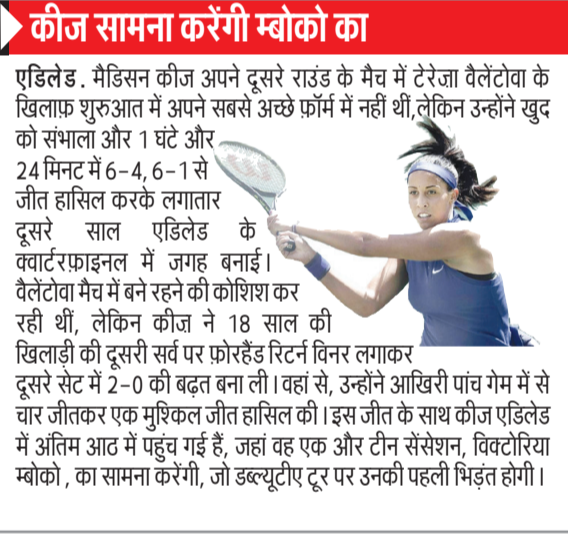 कीज सामना करेंगी म्बोको का
एडिलेड. मैडिसन कीज अपने दूसरे राउंड के मैच में टेरेजा वैलेंटोवा के
खिलाफ़ शुरुआत में अपने सबसे अच्छे फ़ॉर्म में नहीं थीं,लेकिन उन्होंने खुद
को संभाला और 1 घंटे और
24 मिनट में 6-4, 6-1 से
जीत हासिल करके लगातार
दूसरे साल एडिलेड के
क्वार्टरफ़ाइनल में जगह बनाई।
वैलेंटोवा मैच में बने रहने की कोशिश कर
रही थीं, लेकिन कीज़ ने 18 साल की
खिलाड़ी की दूसरी सर्व पर फ़ोरहैंड रिटर्न विनर लगाकर
दूसरे सेट में 2-0 की बढ़त बना ली। वहां से, उन्होंने आखिरी पांच गेम में से
चार जीतकर एक मुश्किल जीत हासिल की। इस जीत के साथ कीज एडिलेड
में अंतिम आठ में पहुंच गई हैं, जहां वह एक और टीन सेंसेशन, विक्टोरिया
म्बोको , का सामना करेंगी, जो डब्ल्यूटीए टूर पर उनकी पहली भिड़ंत होगी।